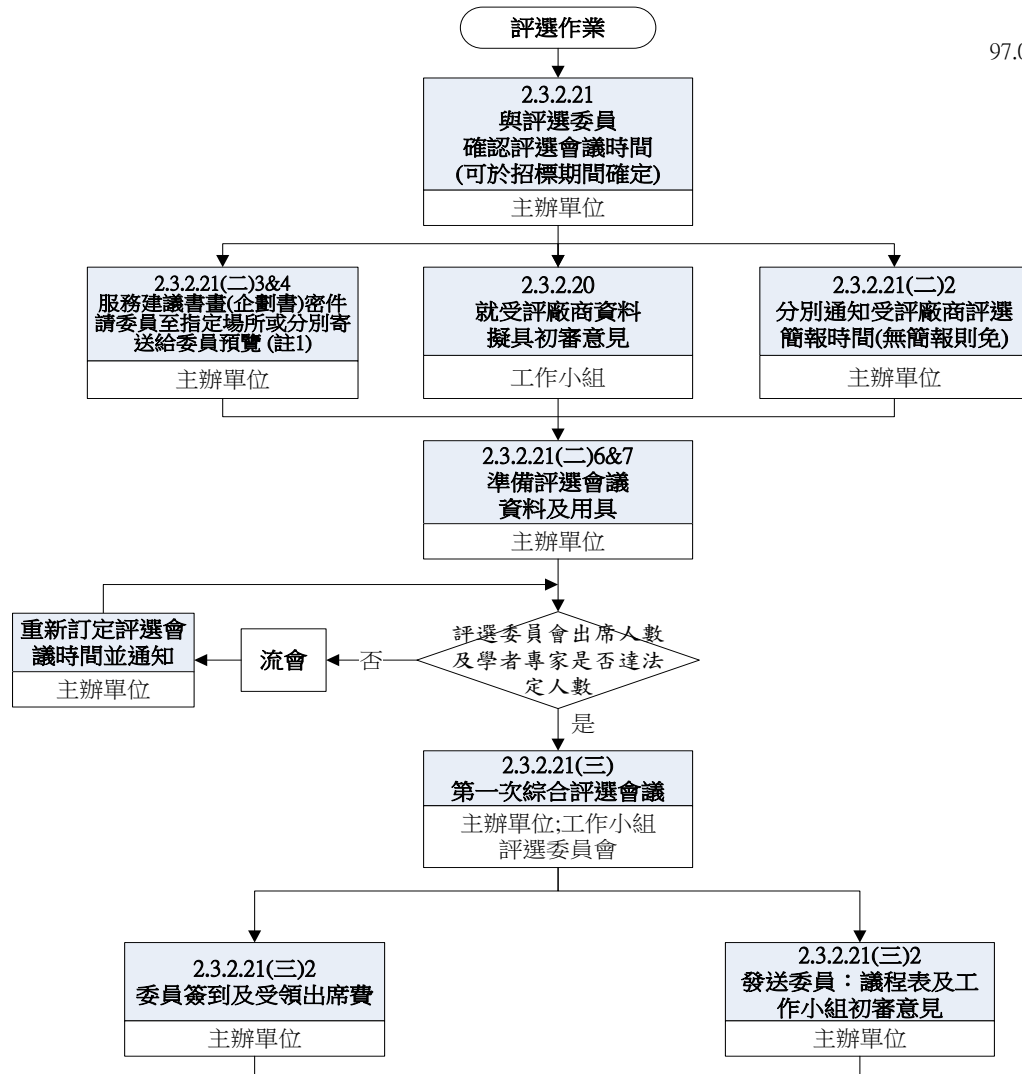 評選作業
97.0
2.3.2.21
與評選委員
確認評選會議時間
(可於招標期間確定)
主辦單位
2.3.2.21(二)3&4
服務建議書畫(企劃書)密件
請委員至指定場所或分別寄
送給委員預覽 (註1)
主辦單位
2.3.2.20
就受評廠商資料
擬具初審意見
工作小組
2.3.2.21(二)2
分別通知受評廠商評選
簡報時間(無簡報則免)
主辦單位
2.3.2.21(二)6&7
準備評選會議
資料及用具
主辦單位
重新訂定評選會
議時間並通知
主辦單位
流會
否
評選委員會出席人數
及學者專家是否達法
定人數
是
2.3.2.21(三)
第一次綜合評選會議
主辦單位;工作小組
評選委員會
2.3.2.21(三)2
委員簽到及受領出席費
主辦單位
2.3.2.21(三)2
發送委員：議程表及工
作小組初審意見
主辦單位